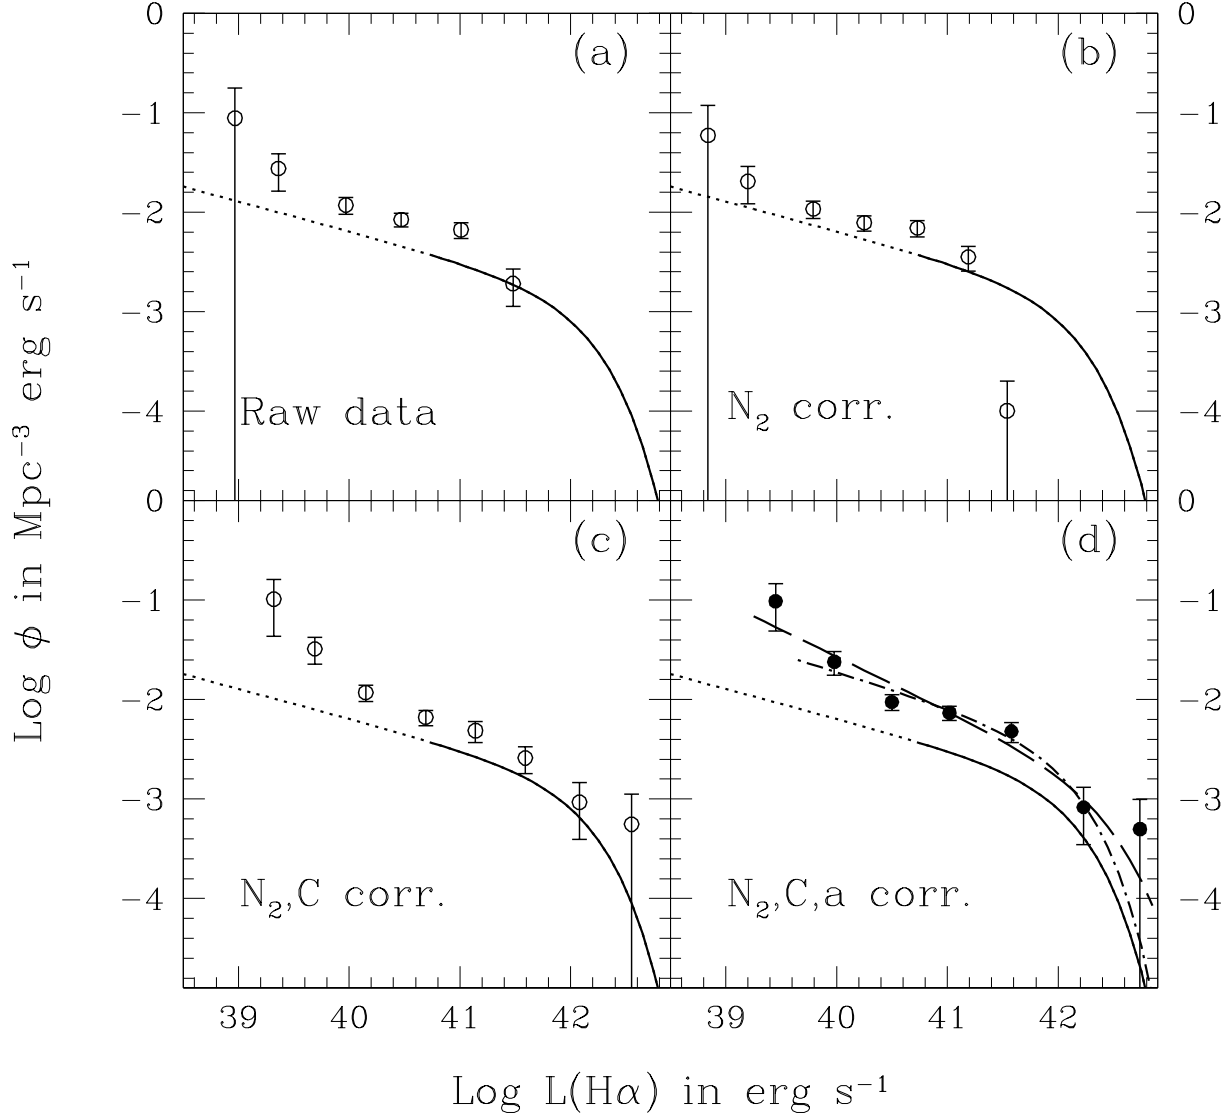 0 0
(a) (b)
−1 −1
−2 −2
−3 −3
−4 −4
Raw data N₂ corr.
0 0
(c) (d)
−1 −1
−2 −2
−3 −3
−4 −4
N₂,C corr. N₂,C,a corr.
39 40 41 42 39 40 41 42
Log L(Hα) in erg s⁻¹
Log ϕ in Mpc⁻³ erg s⁻¹